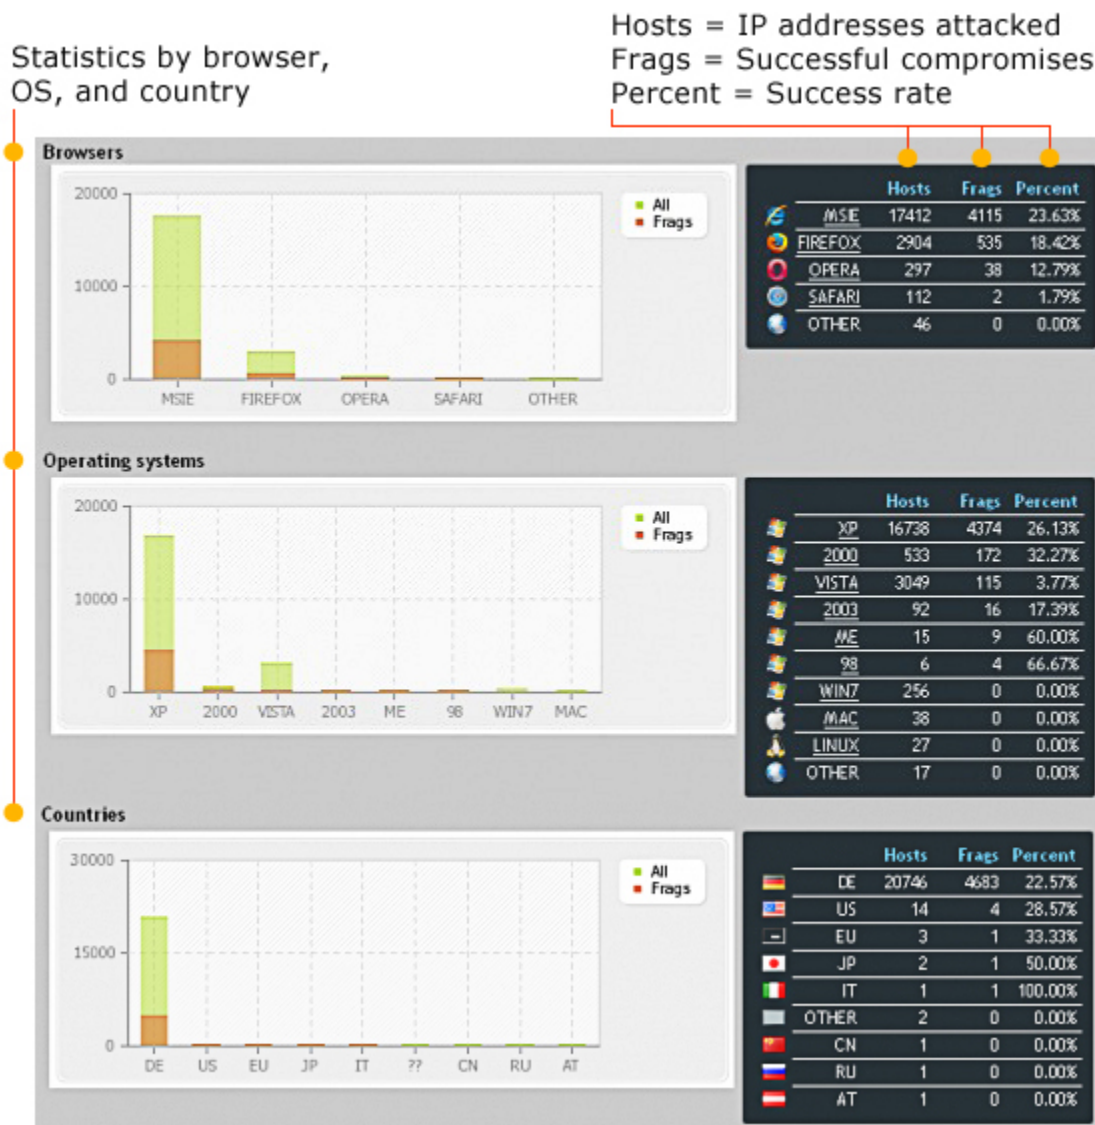 Hosts = IP addresses attacked
Statistics by browser,
Frags = Successful compromises
OS, and country
Percent = Success rate
Browsers
20000
10000
0
MSIE FIREFOX OPERA SAFARI OTHER
All
Frags
Hosts Frags Percent
MSIE 17412 4115 23.63%
FIREFOX 2904 535 18.42%
OPERA 297 38 12.79%
SAFARI 112 2 1.79%
OTHER 46 0 0.00%
Operating systems
20000
10000
0
XP 2000 VISTA 2003 ME 98 WIN7 MAC
All
Frags
Hosts Frags Percent
XP 16738 4374 26.13%
2000 533 172 32.27%
VISTA 3049 115 3.77%
2003 92 16 17.39%
ME 15 9 60.00%
98 6 4 66.67%
WIN7 256 0 0.00%
MAC 38 0 0.00%
LINUX 27 0 0.00%
OTHER 17 0 0.00%
Countries
30000
15000
0
DE US EU JP IT ?? CN RU AT
All
Frags
Hosts Frags Percent
DE 20746 4683 22.57%
US 14 4 28.57%
EU 3 1 33.33%
JP 2 1 50.00%
IT 1 1 100.00%
OTHER 2 0 0.00%
CN 1 0 0.00%
RU 1 0 0.00%
AT 1 0 0.00%